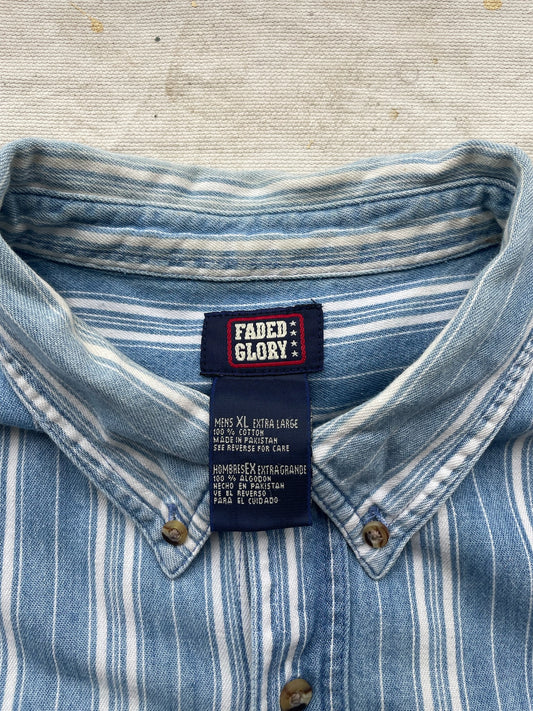 FADED
GLORY
MENS XL EXTRA LARGE
100% COTTON
MADE IN PAKISTAN
SEE REVERSE FOR CARE
HOMBRES EX EXTRA GRANDE
100% ALGODON
HECHO EN PAKISTAN
VE EL REVERSO
PARA EL CUIDADO